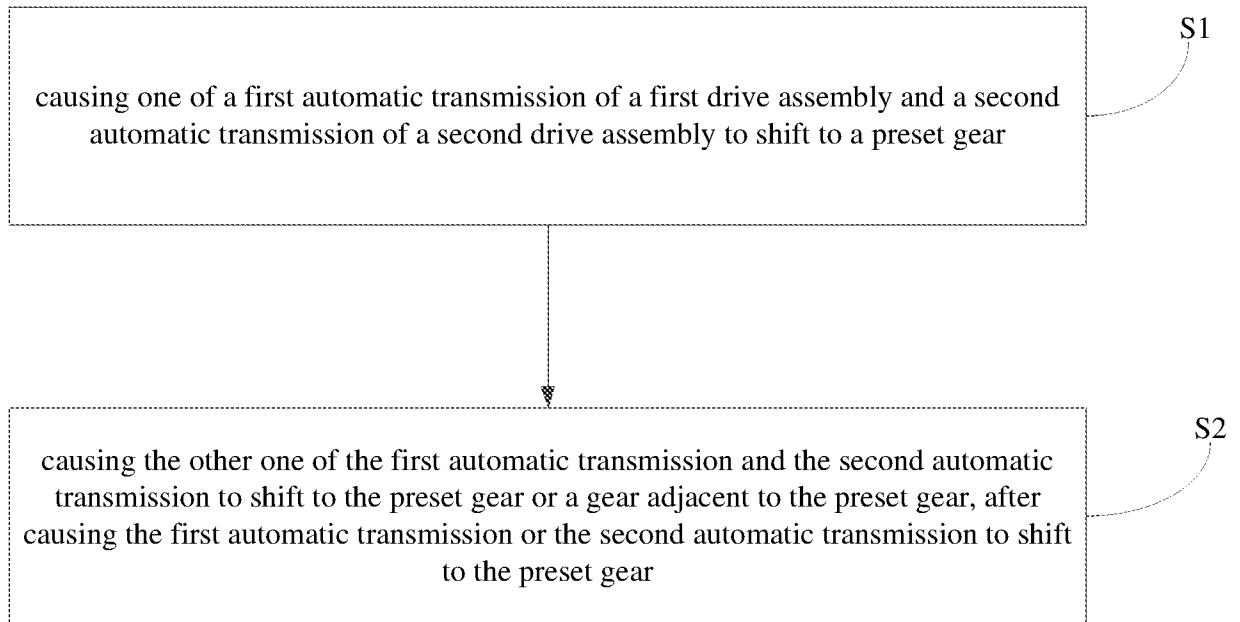 S1
causing one of a first automatic transmission of a first drive assembly and a second
automatic transmission of a second drive assembly to shift to a preset gear
S2
causing the other one of the first automatic transmission and the second automatic
transmission to shift to the preset gear or a gear adjacent to the preset gear, after
causing the first automatic transmission or the second automatic transmission to shift
to the preset gear